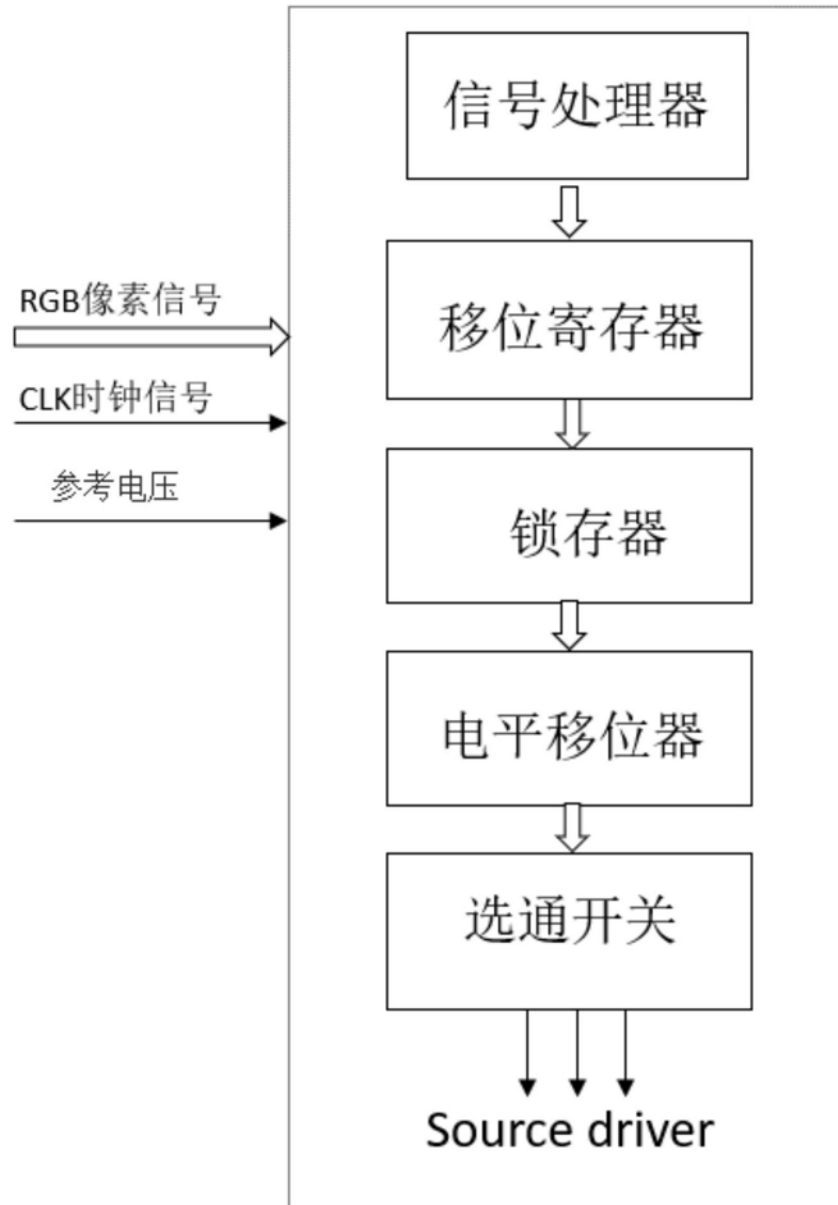 信号处理器
移位寄存器
RGB像素信号
CLK时钟信号
参考电压
锁存器
电平移位器
选通开关
Source driver